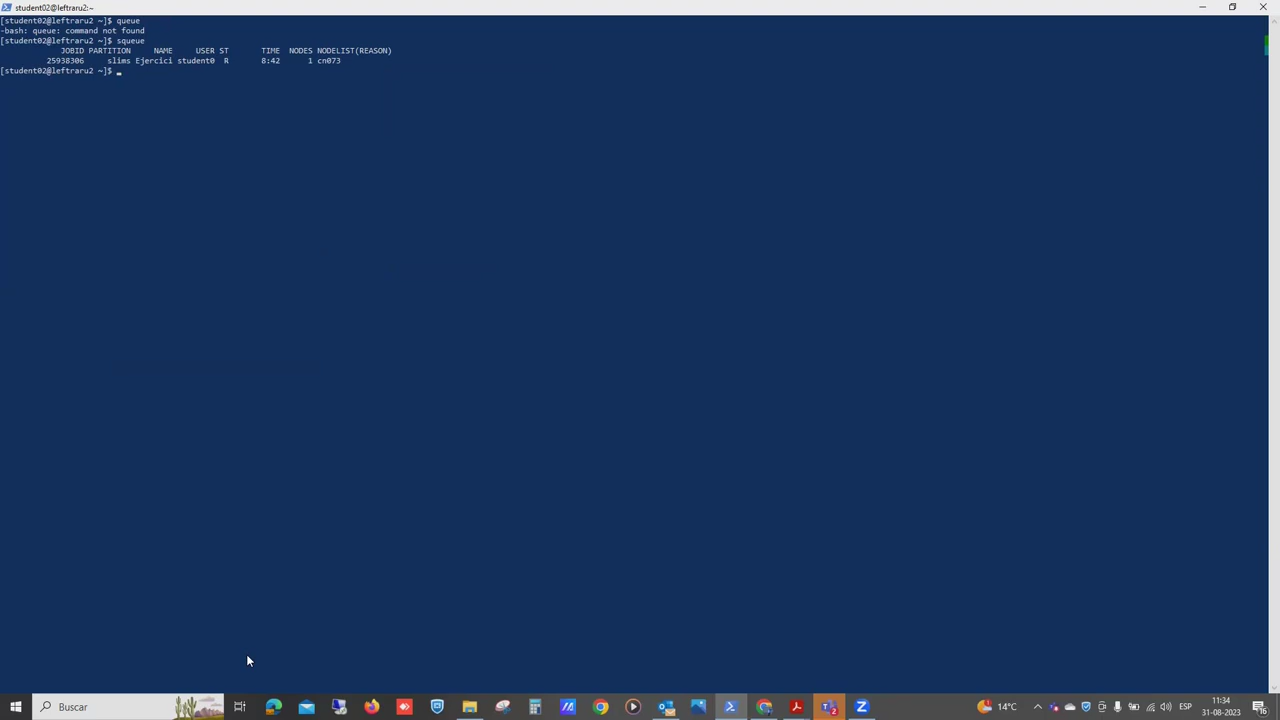 student02@leftraru2:~
[student02@leftraru2 ~]$ queue
-bash: queue: command not found
[student02@leftraru2 ~]$ squeue
JOBID PARTITION NAME USER ST TIME NODES NODELIST(REASON)
25938306 slims Ejercici student0 R 8:42 1 cn073
[student02@leftraru2 ~]$
Buscar
14°C
ESP
11:34
31-08-2023